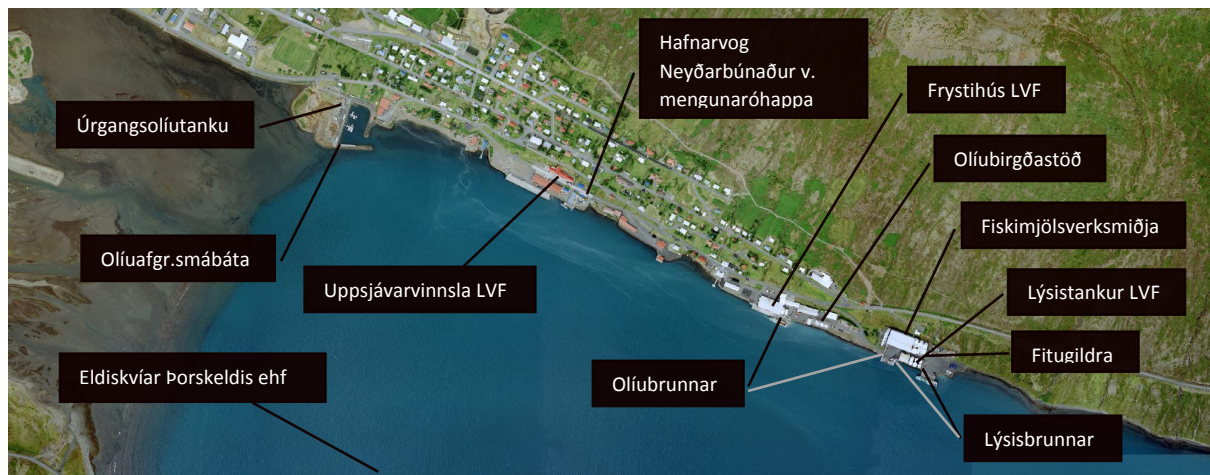 Hafnarvog
Neyðarbúnaður v.
mengunaróhappa
Frystihús LVF
Úrgangsolíutanku
Olíubirgðastöð
Fiskimjölsverksmiðja
Olíuafgr.smábáta
Uppsjávarvinnsla LVF
Lýsistankur LVF
Fitugildra
Eldiskvíar Þorskeldis ehf
Olíubrunnar
Lýsisbrunnar